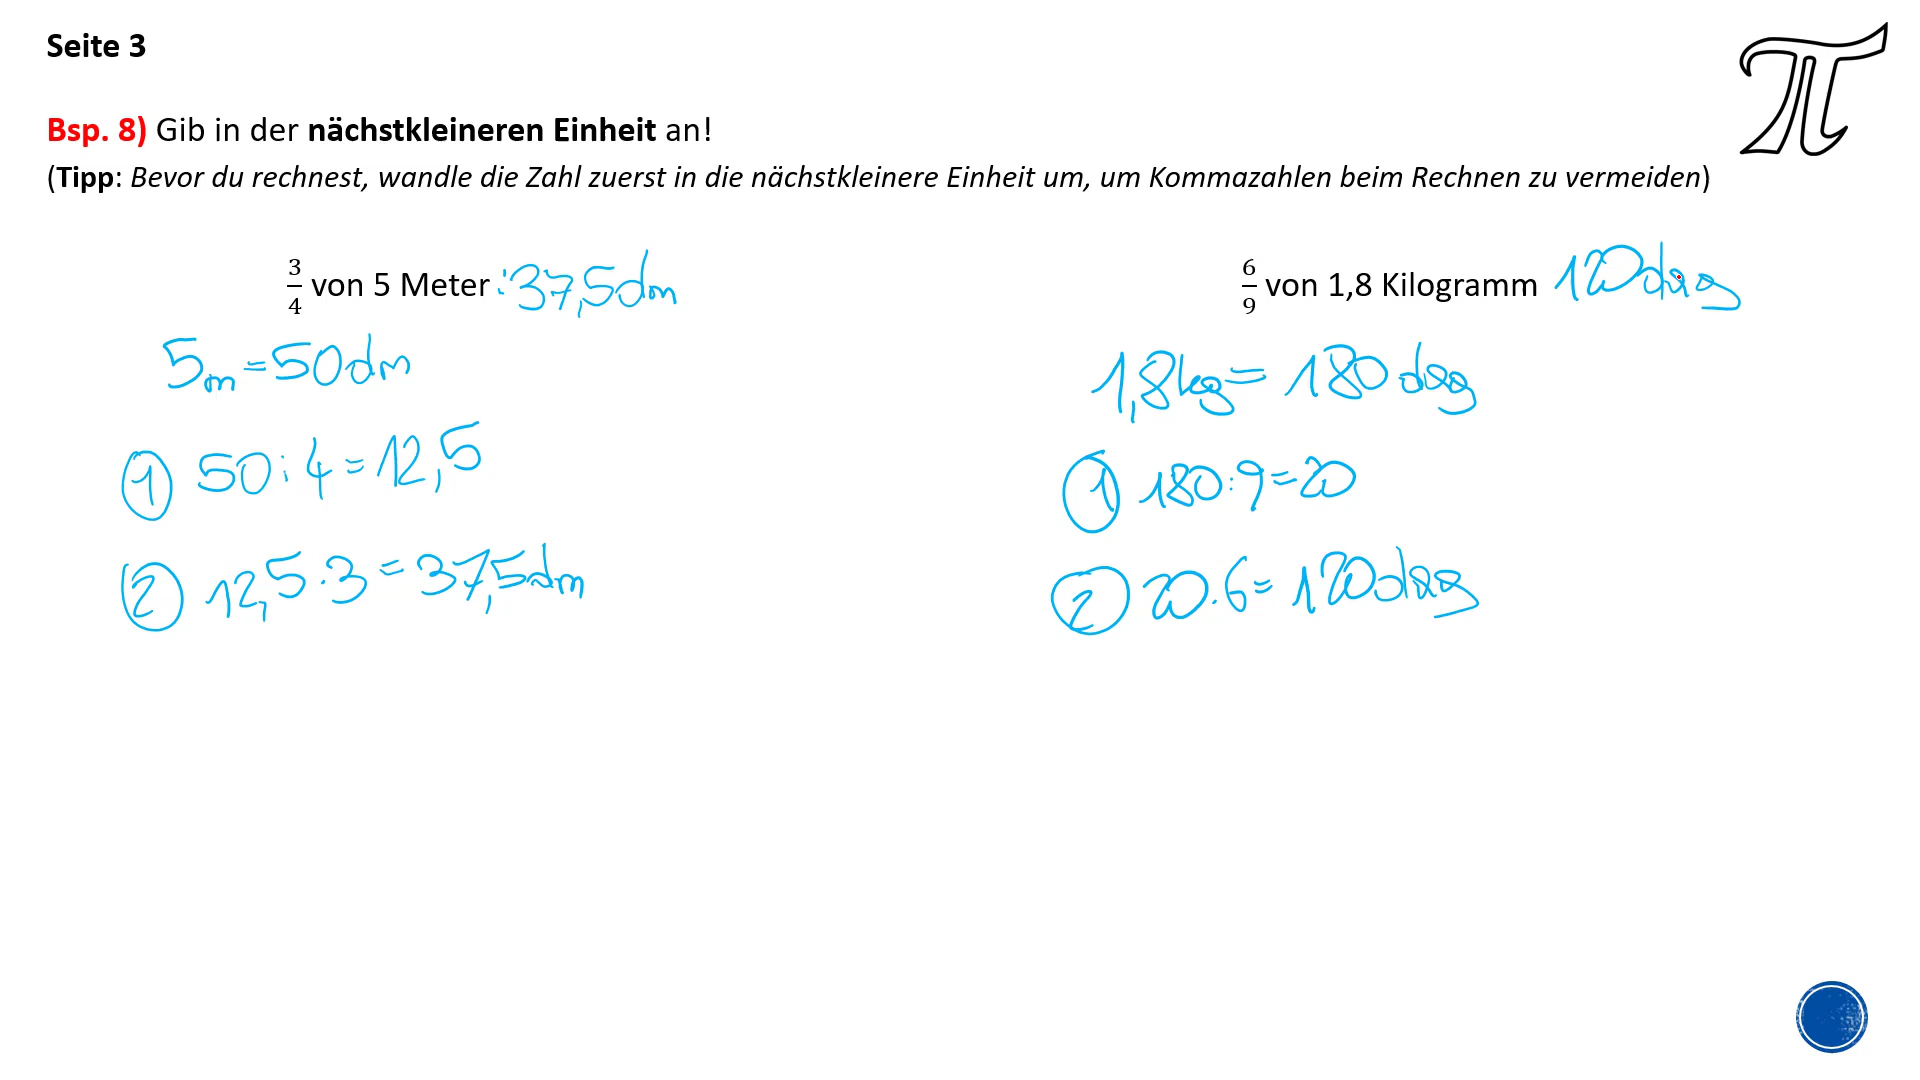 Seite 3
Bsp. 8) Gib in der nächstkleineren Einheit an!
(Tipp: Bevor du rechnest, wandle die Zahl zuerst in die nächstkleinere Einheit um, um Kommazahlen beim Rechnen zu vermeiden)
3/4 von 5 Meter : 37,5dm
5m = 50dm
① 50 : 4 = 12,5
② 12,5 · 3 = 37,5dm
6/9 von 1,8 Kilogramm 120dag
1,8kg = 180 dag
① 180 : 9 = 20
② 20 · 6 = 120dag
π